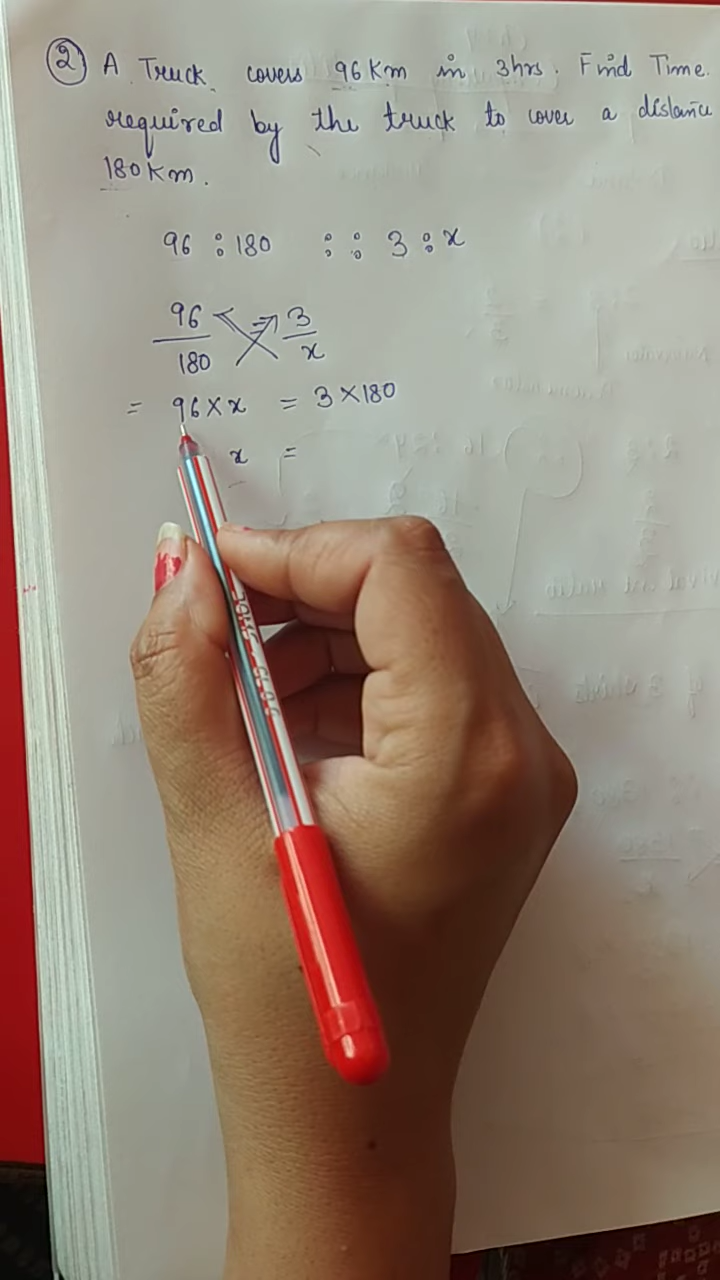 ② A Truck covers 96 Km in 3hrs. Find Time
required by the truck to cover a distance
180 Km.
96 : 180 :: 3 : x
96 3
180 x
= 96 × x = 3 × 180
x =